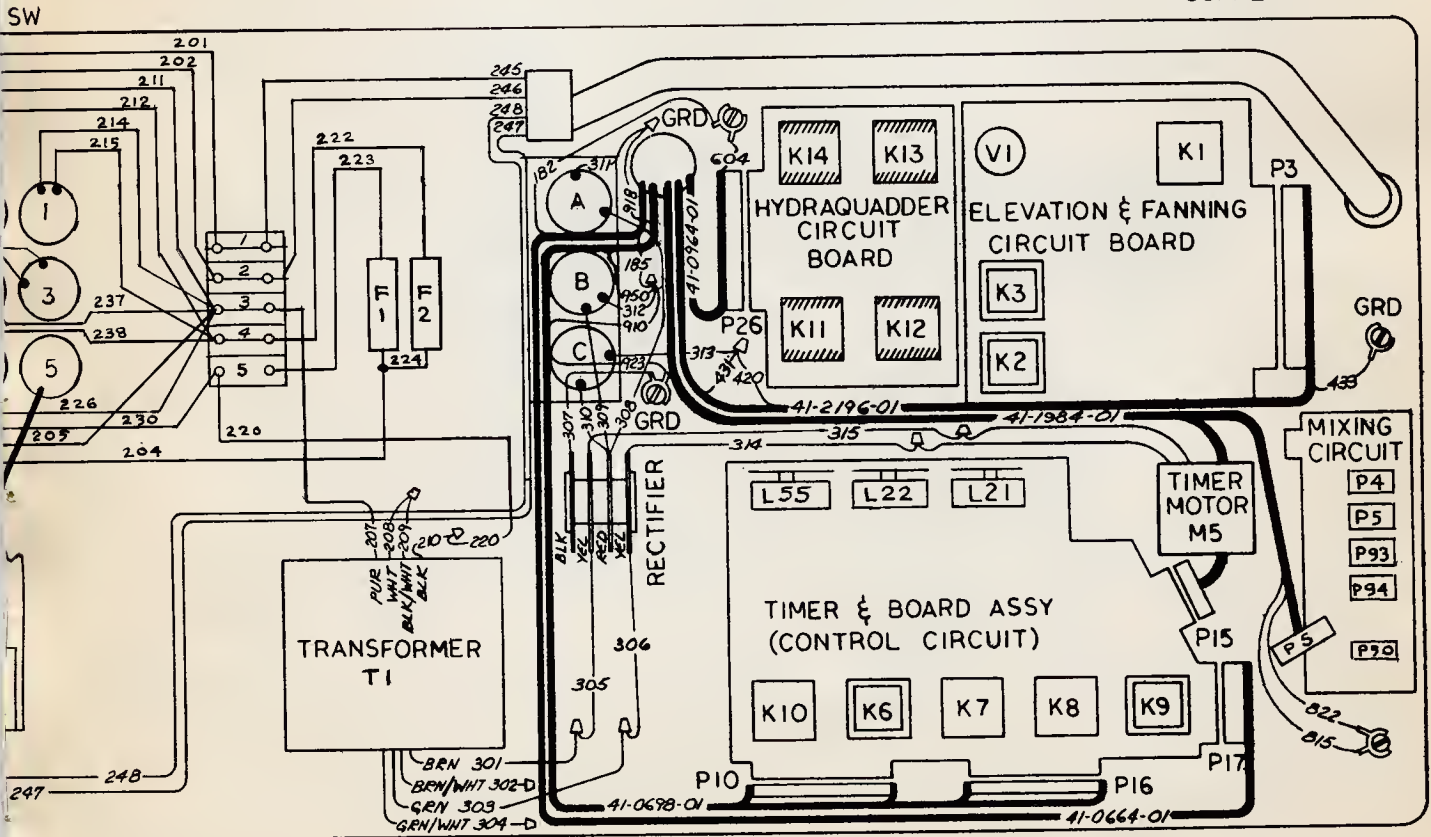 SW
201
202
211
212
214
215
222
223
245
246
248
247
182
311
GRD
604
918
A
1
1
2
3
4
5
3
5
237
238
226
230
205
204
220
F1
F2
224
B
185
950
312
910
C
923
313
431
420
GRD
307
310
309
308
41-0964-01
P26
K14
K13
HYDRAQUADDER
CIRCUIT
BOARD
K11
K12
V1
K1
ELEVATION & FANNING
CIRCUIT BOARD
K3
K2
P3
GRD
433
41-2196-01
41-1984-01
315
314
MIXING
CIRCUIT
P4
P5
P93
P94
P90
P5
TIMER
MOTOR
M5
L55
L22
L21
RECTIFIER
BLK
YEL
RED
YEL
207
208
209
210
220
PUR
WHT
BLK/WHT
BLK
TRANSFORMER
T1
TIMER & BOARD ASSY
(CONTROL CIRCUIT)
306
305
P15
K10
K6
K7
K8
K9
822
815
P17
P10
P16
BRN 301
BRN/WHT 302
GRN 303
GRN/WHT 304
248
247
41-0698-01
41-0664-01